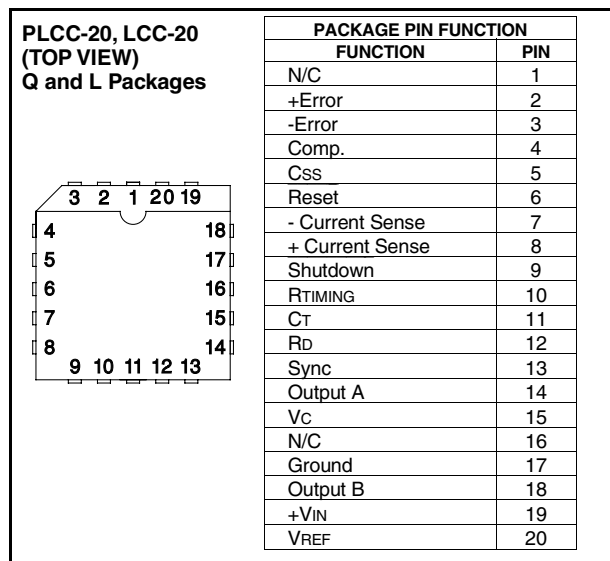 PLCC-20, LCC-20
(TOP VIEW)
Q and L Packages
3 2 1 20 19
4 18
5 17
6 16
7 15
8 14
9 10 11 12 13
PACKAGE PIN FUNCTION
FUNCTION PIN
N/C 1
+Error 2
-Error 3
Comp. 4
CSS 5
Reset 6
- Current Sense 7
+ Current Sense 8
Shutdown 9
RTIMING 10
CT 11
RD 12
Sync 13
Output A 14
VC 15
N/C 16
Ground 17
Output B 18
+VIN 19
VREF 20